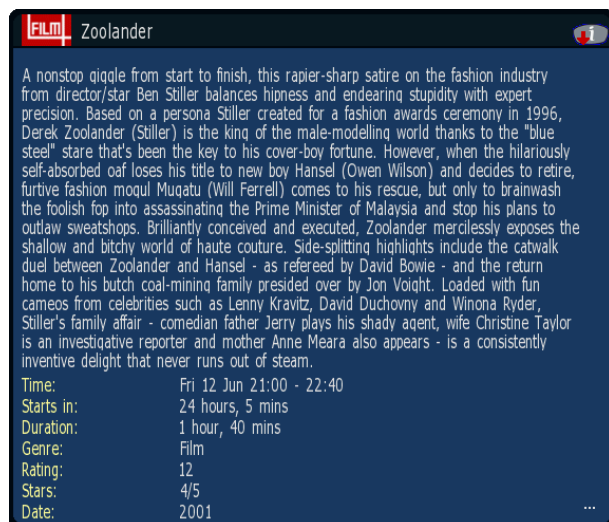 FILM Zoolander
A nonstop giggle from start to finish, this rapier-sharp satire on the fashion industry
from director/star Ben Stiller balances hipness and endearing stupidity with expert
precision. Based on a persona Stiller created for a fashion awards ceremony in 1996,
Derek Zoolander (Stiller) is the king of the male-modelling world thanks to the "blue
steel" stare that's been the key to his cover-boy fortune. However, when the hilariously
self-absorbed oaf loses his title to new boy Hansel (Owen Wilson) and decides to retire,
furtive fashion mogul Mugatu (Will Ferrell) comes to his rescue, but only to brainwash
the foolish fop into assassinating the Prime Minister of Malaysia and stop his plans to
outlaw sweatshops. Brilliantly conceived and executed, Zoolander mercilessly exposes the
shallow and bitchy world of haute couture. Side-splitting highlights include the catwalk
duel between Zoolander and Hansel - as refereed by David Bowie - and the return
home to his butch coal-mining family presided over by Jon Voight. Loaded with fun
cameos from celebrities such as Lenny Kravitz, David Duchovny and Winona Ryder,
Stiller's family affair - comedian father Jerry plays his shady agent, wife Christine Taylor
is an investigative reporter and mother Anne Meara also appears - is a consistently
inventive delight that never runs out of steam.
Time: Fri 12 Jun 21:00 - 22:40
Starts in: 24 hours, 5 mins
Duration: 1 hour, 40 mins
Genre: Film
Rating: 12
Stars: 4/5
Date: 2001 ...